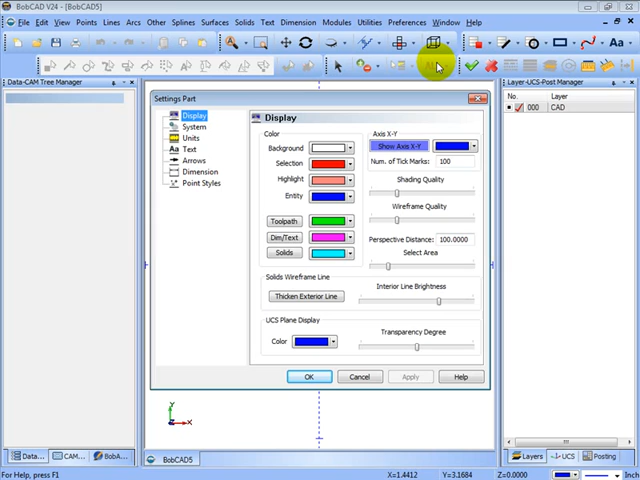 BobCAD V24 - [BobCAD5]
File Edit View Points Lines Arcs Other Splines Surfaces Solids Text Dimension Modules Utilities Preferences Window Help
Data-CAM Tree Manager
Layer-UCS-Post Manager
No. Layer
000 CAD
Settings Part
Display
System
Units
Text
Arrows
Dimension
Point Styles
Display
Color
Background
Selection
Highlight
Entity
Toolpath
Dim/Text
Solids
Axis X-Y
Show Axis X-Y
Num. of Tick Marks: 100
Shading Quality
Wireframe Quality
Perspective Distance: 100.0000
Select Area
Solids Wireframe Line
Thicken Exterior Line
Interior Line Brightness
UCS Plane Display
Color
Transparency Degree
OK Cancel Apply Help
Y
X
Data... CAM... BobA...
BobCAD5
Layers UCS Posting
For Help, press F1
X=1.4412 Y=3.1684 Z=0.0000
Inch